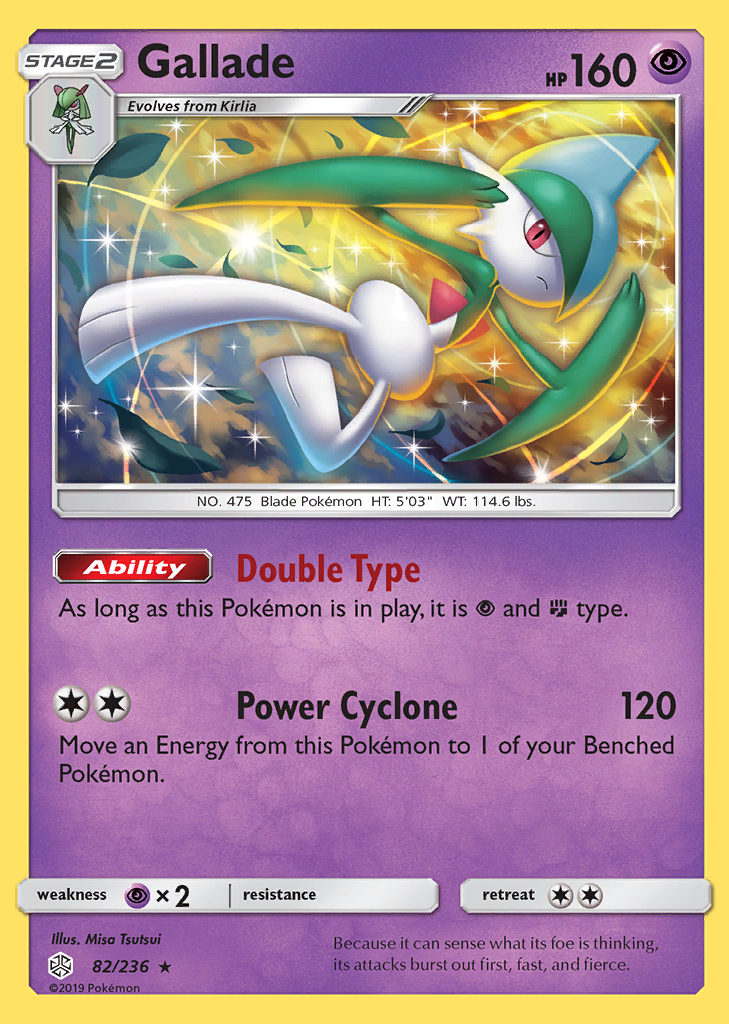 STAGE2
Gallade
HP160
Evolves from Kirlia
NO. 475 Blade Pokémon HT: 5'03" WT: 114.6 lbs.
Ability Double Type
As long as this Pokémon is in play, it is and type.
Power Cyclone 120
Move an Energy from this Pokémon to 1 of your Benched
Pokémon.
weakness ×2 resistance retreat
Illus. Misa Tsutsui
82/236 ★
©2019 Pokémon
Because it can sense what its foe is thinking,
its attacks burst out first, fast, and fierce.